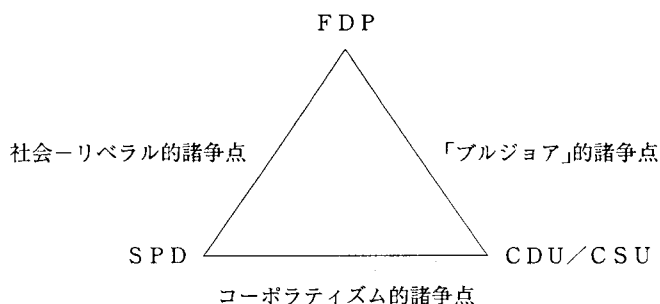 FDP
社会－リベラル的諸争点
「ブルジョア」的諸争点
SPD
CDU／CSU
コーポラティズム的諸争点